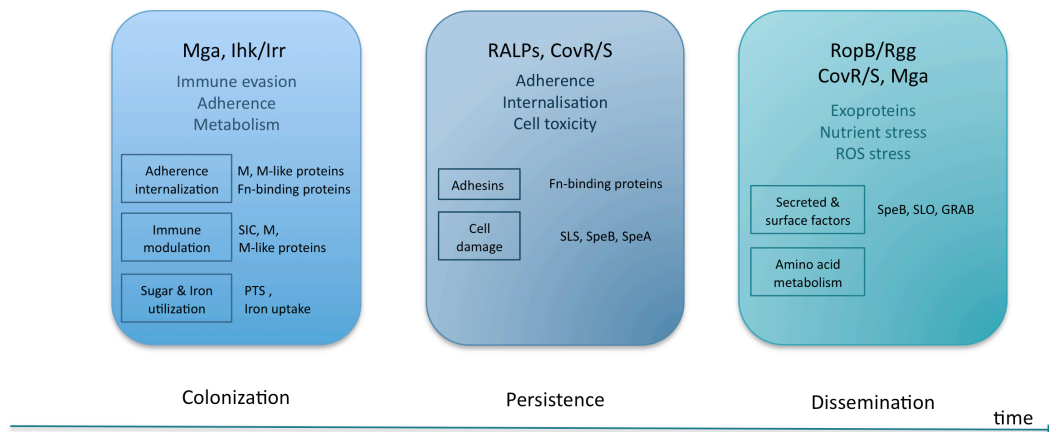 Mga, Ihk/Irr
Immune evasion
Adherence
Metabolism
Adherence
internalization
M, M-like proteins
Fn-binding proteins
Immune
modulation
SIC, M,
M-like proteins
Sugar & Iron
utilization
PTS ,
Iron uptake
RALPs, CovR/S
Adherence
Internalisation
Cell toxicity
Adhesins
Fn-binding proteins
Cell
damage
SLS, SpeB, SpeA
RopB/Rgg
CovR/S, Mga
Exoproteins
Nutrient stress
ROS stress
Secreted &
surface factors
SpeB, SLO, GRAB
Amino acid
metabolism
Colonization
Persistence
Dissemination
time